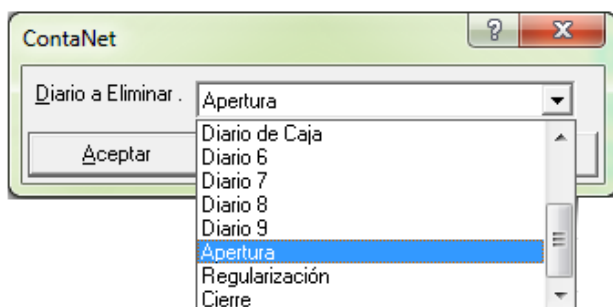 ContaNet
Diario a Eliminar .
Apertura
Diario de Caja
Aceptar
Diario 6
Diario 7
Diario 8
Diario 9
Apertura
Regularización
Cierre